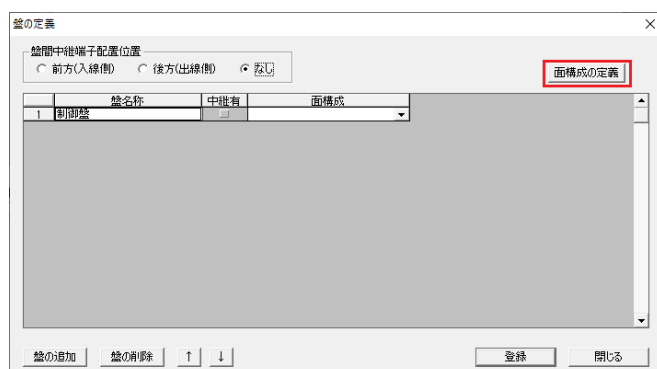 盤の定義
盤間中継端子配置位置
前方(入線側) 後方(出線側) なし
面構成の定義
盤名称 中継有 面構成
1 制御盤
盤の追加 盤の削除 ↑ ↓ 登録 閉じる